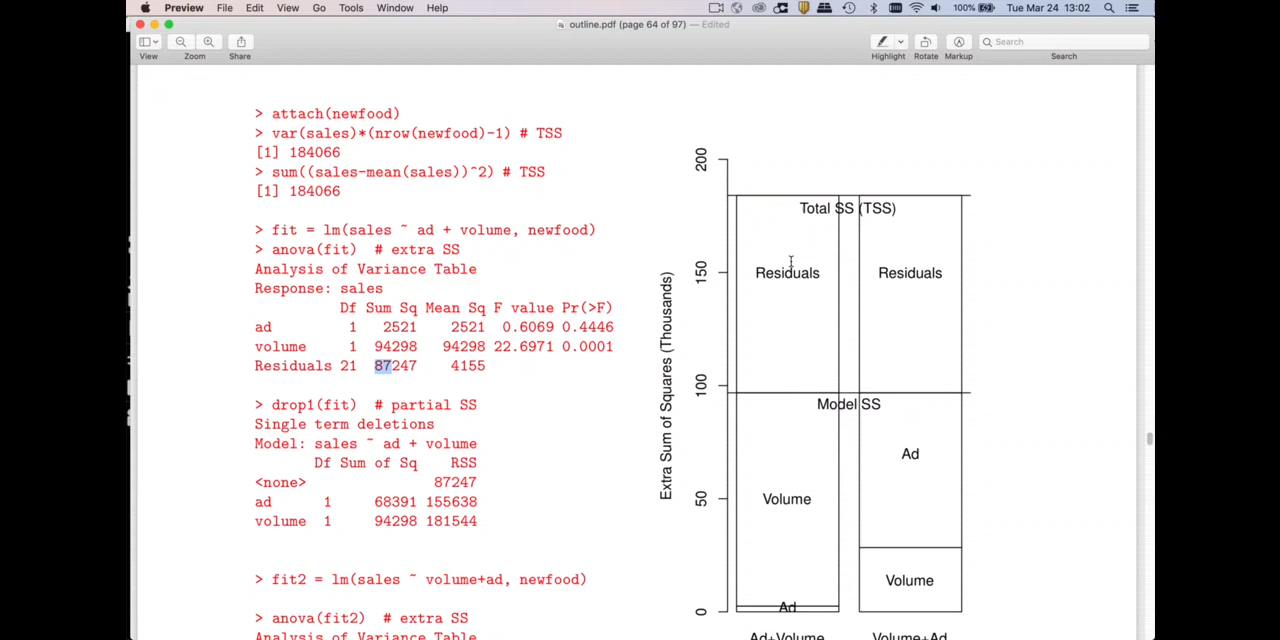 Preview File Edit View Go Tools Window Help 100% Tue Mar 24 13:02
outline.pdf (page 64 of 97) — Edited
Search
View Zoom Share Highlight Rotate Markup Search
> attach(newfood)
> var(sales)*(nrow(newfood)-1) # TSS
[1] 184066
> sum((sales-mean(sales))^2) # TSS
[1] 184066
> fit = lm(sales ~ ad + volume, newfood)
> anova(fit) # extra SS
Analysis of Variance Table
Response: sales
Df Sum Sq Mean Sq F value Pr(>F)
ad 1 2521 2521 0.6069 0.4446
volume 1 94298 94298 22.6971 0.0001
Residuals 21 87247 4155
> drop1(fit) # partial SS
Single term deletions
Model: sales ~ ad + volume
Df Sum of Sq RSS
<none> 87247
ad 1 68391 155638
volume 1 94298 181544
> fit2 = lm(sales ~ volume+ad, newfood)
> anova(fit2) # extra SS
Analysis of Variance Table
Extra Sum of Squares (Thousands)
200
150
100
50
0
Total SS (TSS)
Residuals Residuals
Model SS
Ad
Volume
Volume
Ad
Ad+Volume Volume+Ad